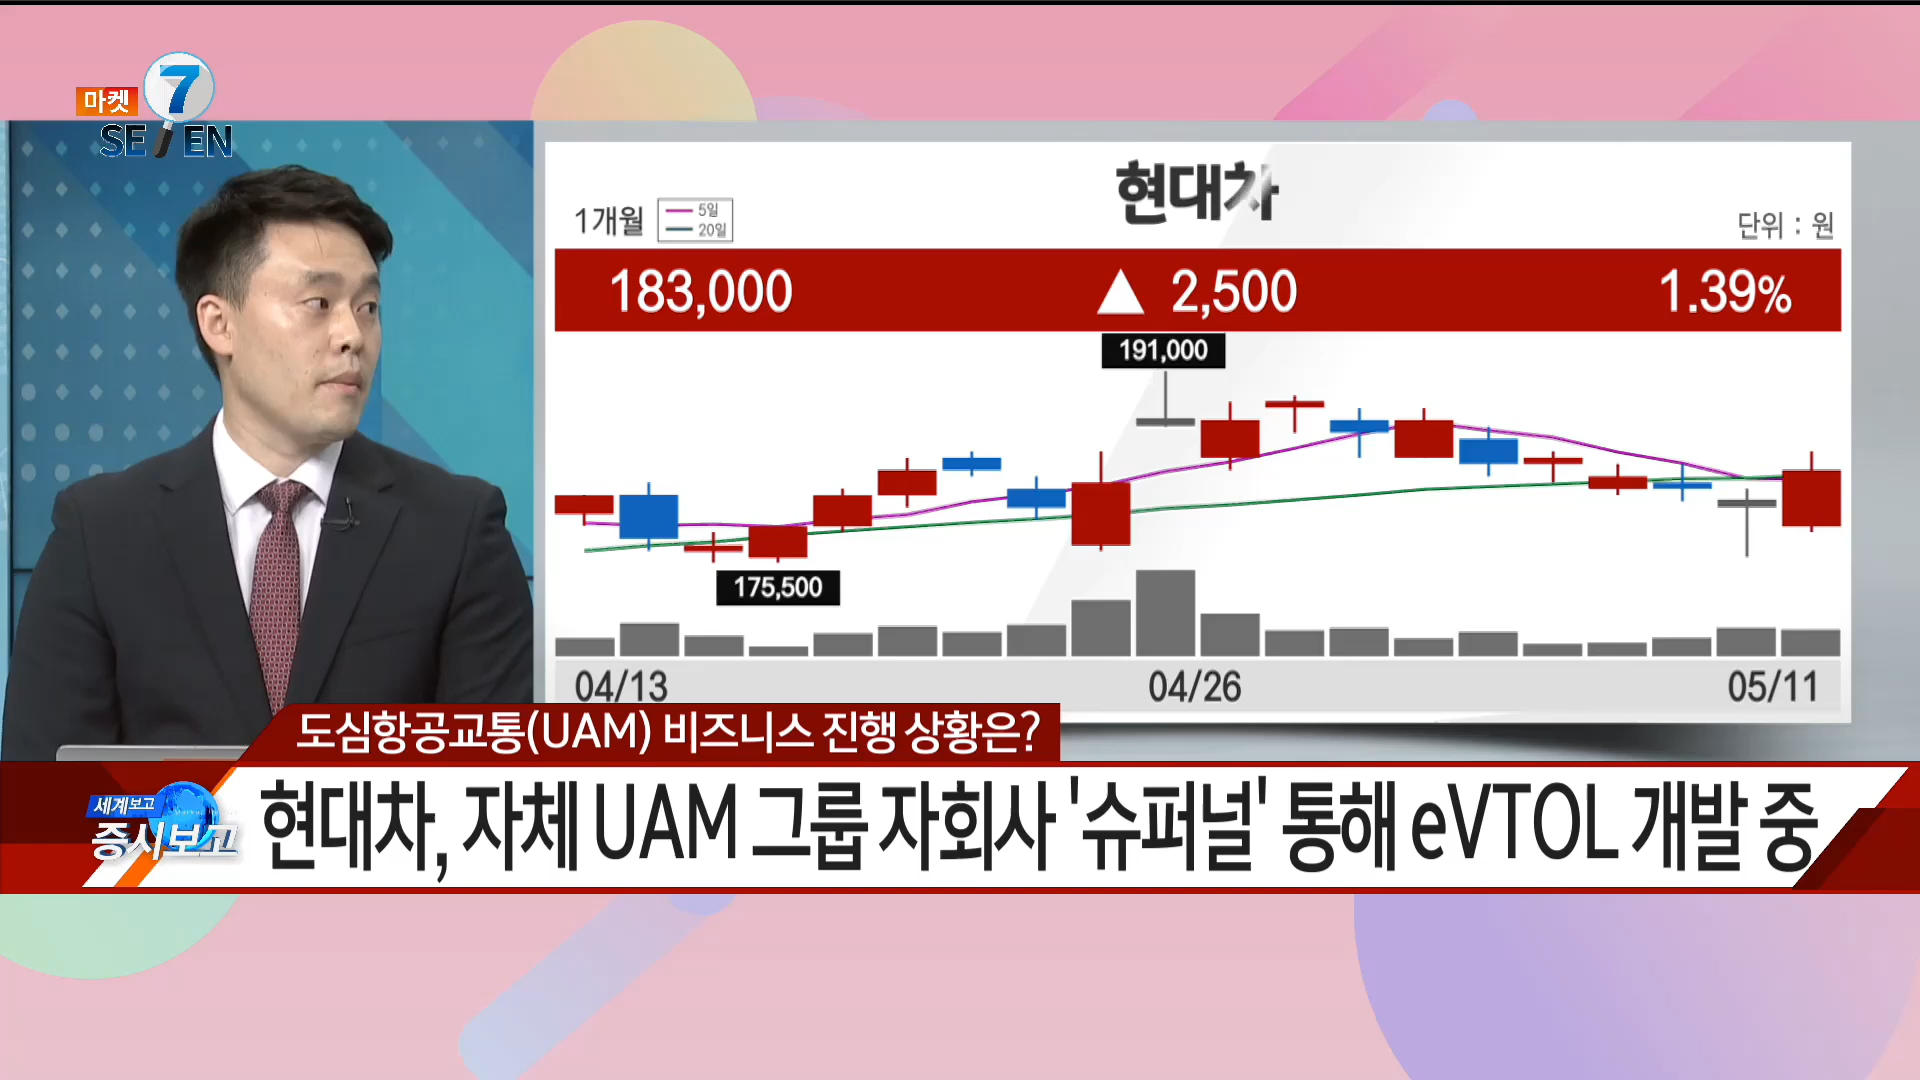 마켓
7
SEVEN
현대차
1개월
5일
20일
단위 : 원
183,000 ▲ 2,500 1.39%
191,000
175,500
04/13 04/26 05/11
도심항공교통(UAM) 비즈니스 진행 상황은?
세계보고
증시보고
현대차, 자체 UAM 그룹 자회사 '슈퍼널' 통해 eVTOL 개발 중